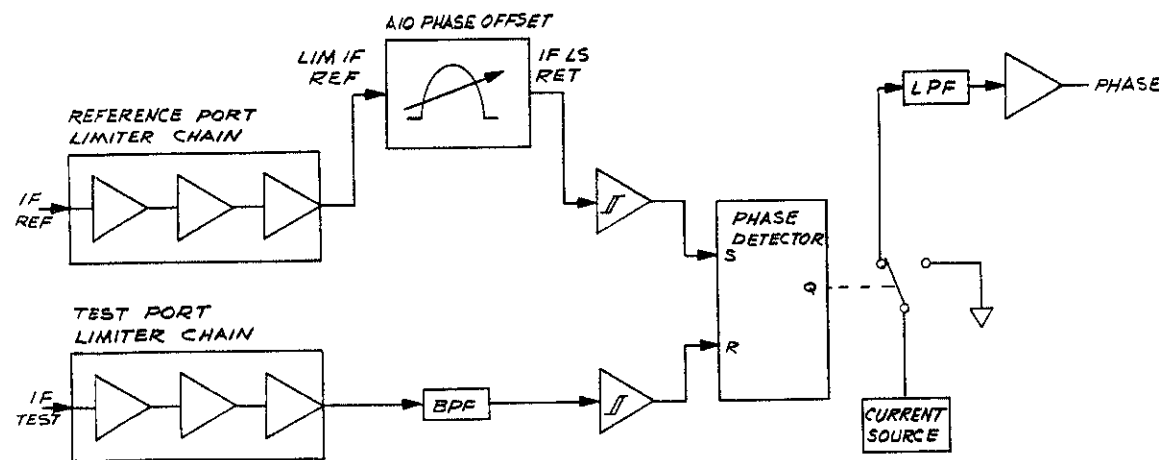 A10 PHASE OFFSET
LIM IF
REF
IF LS
RET
LPF
PHASE
REFERENCE PORT
LIMITER CHAIN
IF
REF
PHASE
DETECTOR
S
Q
R
TEST PORT
LIMITER CHAIN
IF
TEST
BPF
CURRENT
SOURCE